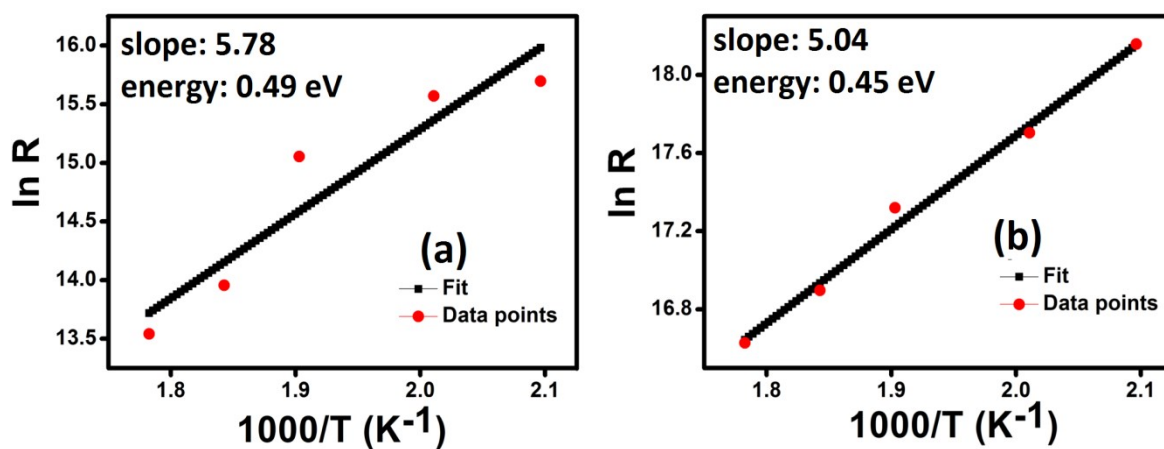 slope: 5.78
energy: 0.49 eV
16.0
15.5
15.0
14.5
14.0
13.5
ln R
(a)
Fit
Data points
1.8 1.9 2.0 2.1
1000/T (K⁻¹)
slope: 5.04
energy: 0.45 eV
18.0
17.6
17.2
16.8
ln R
(b)
Fit
Data points
1.8 1.9 2.0 2.1
1000/T (K⁻¹)